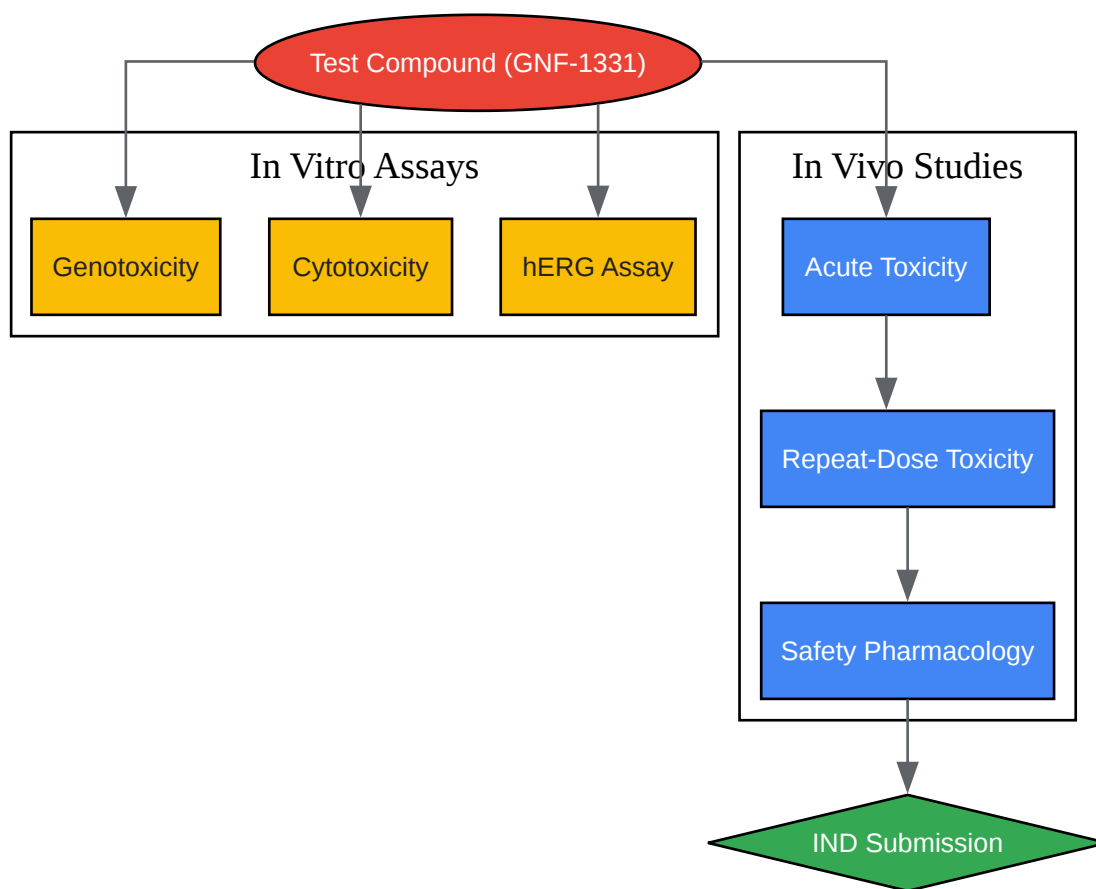 Test Compound (GNF-1331)
In Vitro Assays
Genotoxicity
Cytotoxicity
hERG Assay
In Vivo Studies
Acute Toxicity
Repeat-Dose Toxicity
Safety Pharmacology
IND Submission